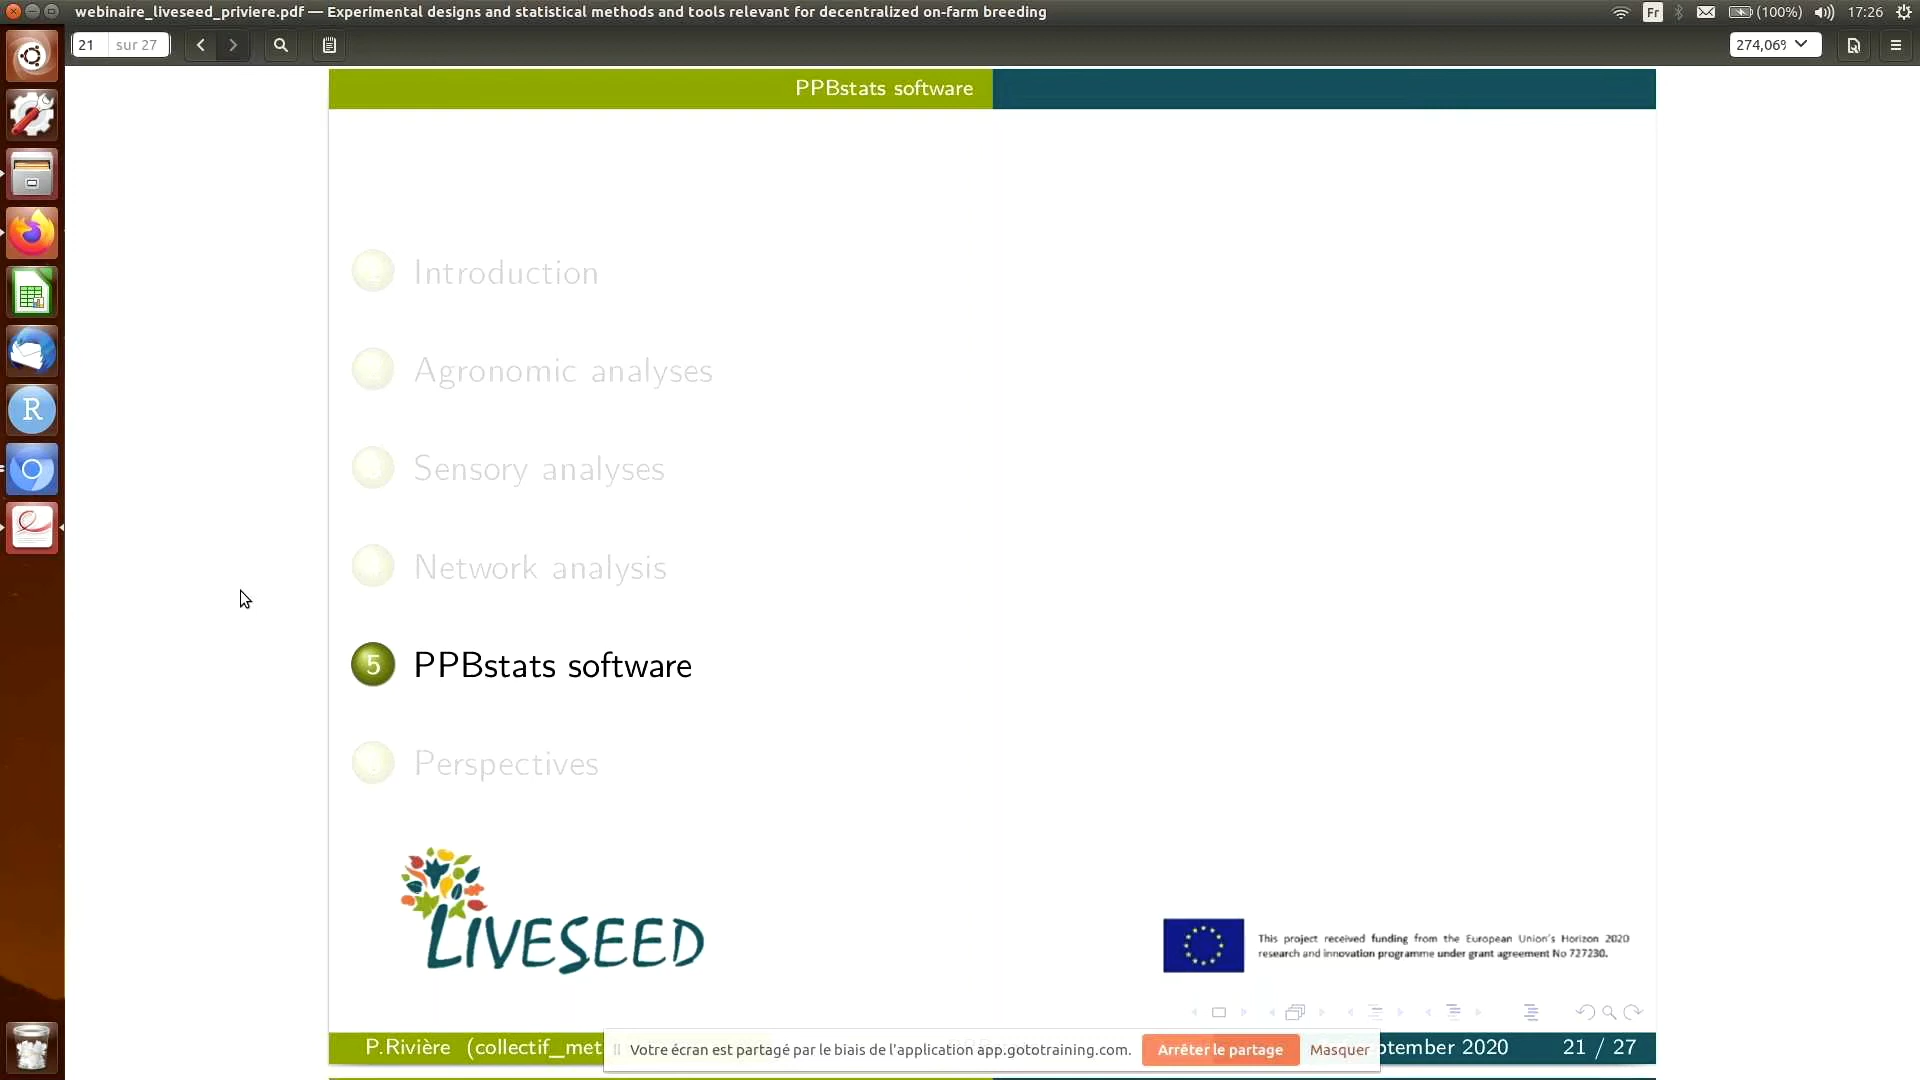 webinaire_liveseed_priviere.pdf — Experimental designs and statistical methods and tools relevant for decentralized on-farm breeding
Fr
(100%)
17:26
21 sur 27
274,06%
PPBstats software
Introduction
Agronomic analyses
Sensory analyses
Network analysis
5 PPBstats software
Perspectives
LIVESEED
This project received funding from the European Union's Horizon 2020
research and innovation programme under grant agreement No 727230.
P.Rivière (collectif_met
Votre écran est partagé par le biais de l'application app.gototraining.com.
Arrêter le partage
Masquer
ptember 2020
21 / 27
R